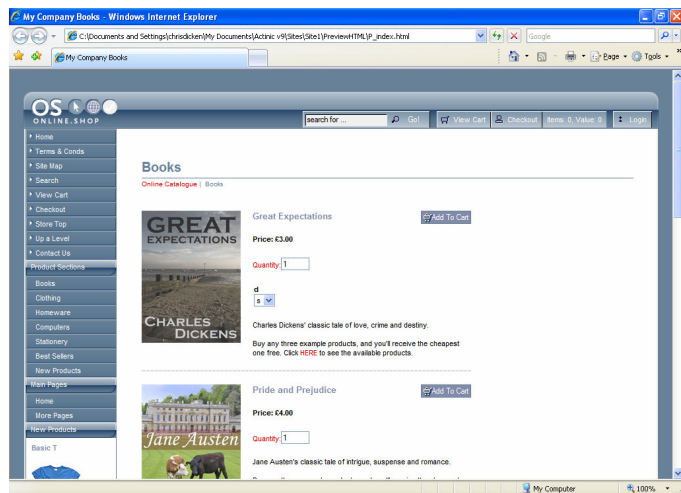 My Company Books - Windows Internet Explorer
C:\Documents and Settings\chrisdicken\My Documents\Actinic v9\Sites\Site1\PreviewHTML\P_index.html
Google
My Company Books
Page
Tools
OS
ONLINE.SHOP
search for ...
Go!
View Cart
Checkout
Items: 0, Value: 0
Login
Home
Terms & Conds
Site Map
Search
View Cart
Checkout
Store Top
Up a Level
Contact Us
Product Sections
Books
Clothing
Homeware
Computers
Stationery
Best Sellers
New Products
Main Pages
Home
More Pages
New Products
Basic T
Books
Online Catalogue | Books
GREAT
EXPECTATIONS
CHARLES
DICKENS
Great Expectations
Add To Cart
Price: £3.00
Quantity: 1
d
s
Charles Dickens' classic tale of love, crime and destiny.
Buy any three example products, and you'll receive the cheapest
one free. Click HERE to see the available products.
Jane Austen
Pride and Prejudice
Add To Cart
Price: £4.00
Quantity: 1
Jane Austen's classic tale of intrigue, suspense and romance.
My Computer
100%